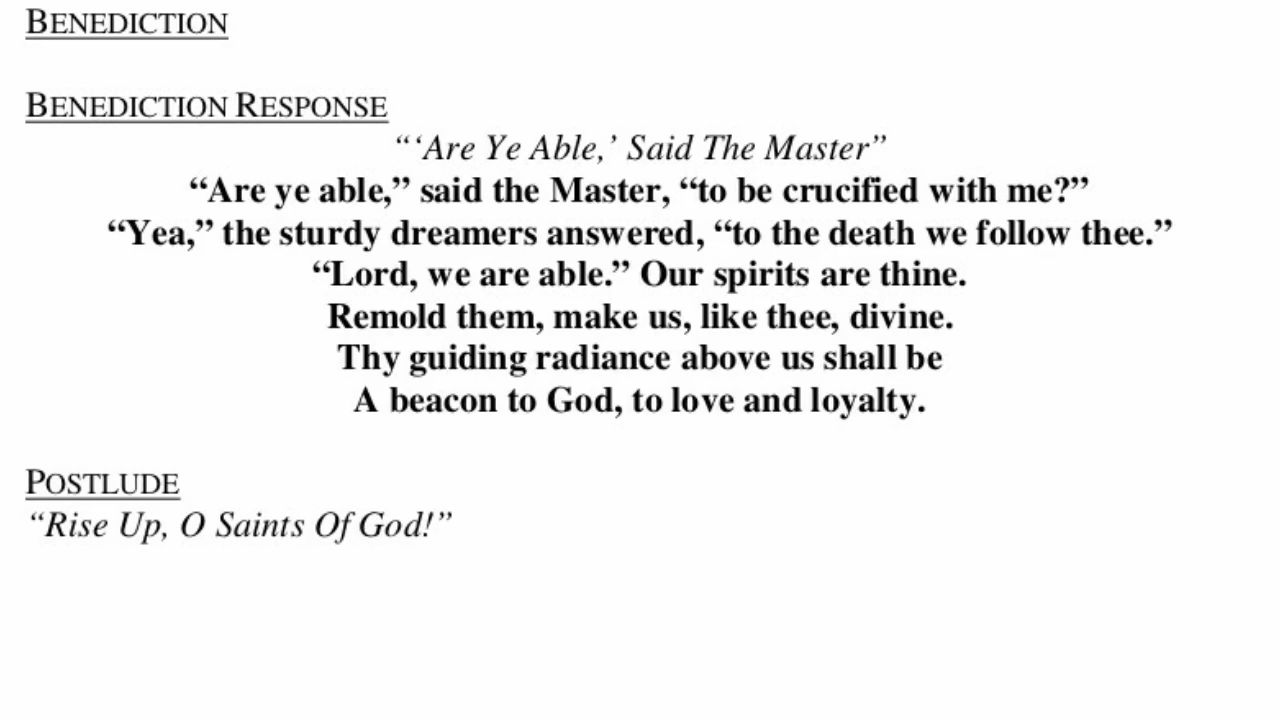 BENEDICTION
BENEDICTION RESPONSE
“‘Are Ye Able,’ Said The Master”
“Are ye able,” said the Master, “to be crucified with me?”
“Yea,” the sturdy dreamers answered, “to the death we follow thee.”
“Lord, we are able.” Our spirits are thine.
Remold them, make us, like thee, divine.
Thy guiding radiance above us shall be
A beacon to God, to love and loyalty.
POSTLUDE
“Rise Up, O Saints Of God!”